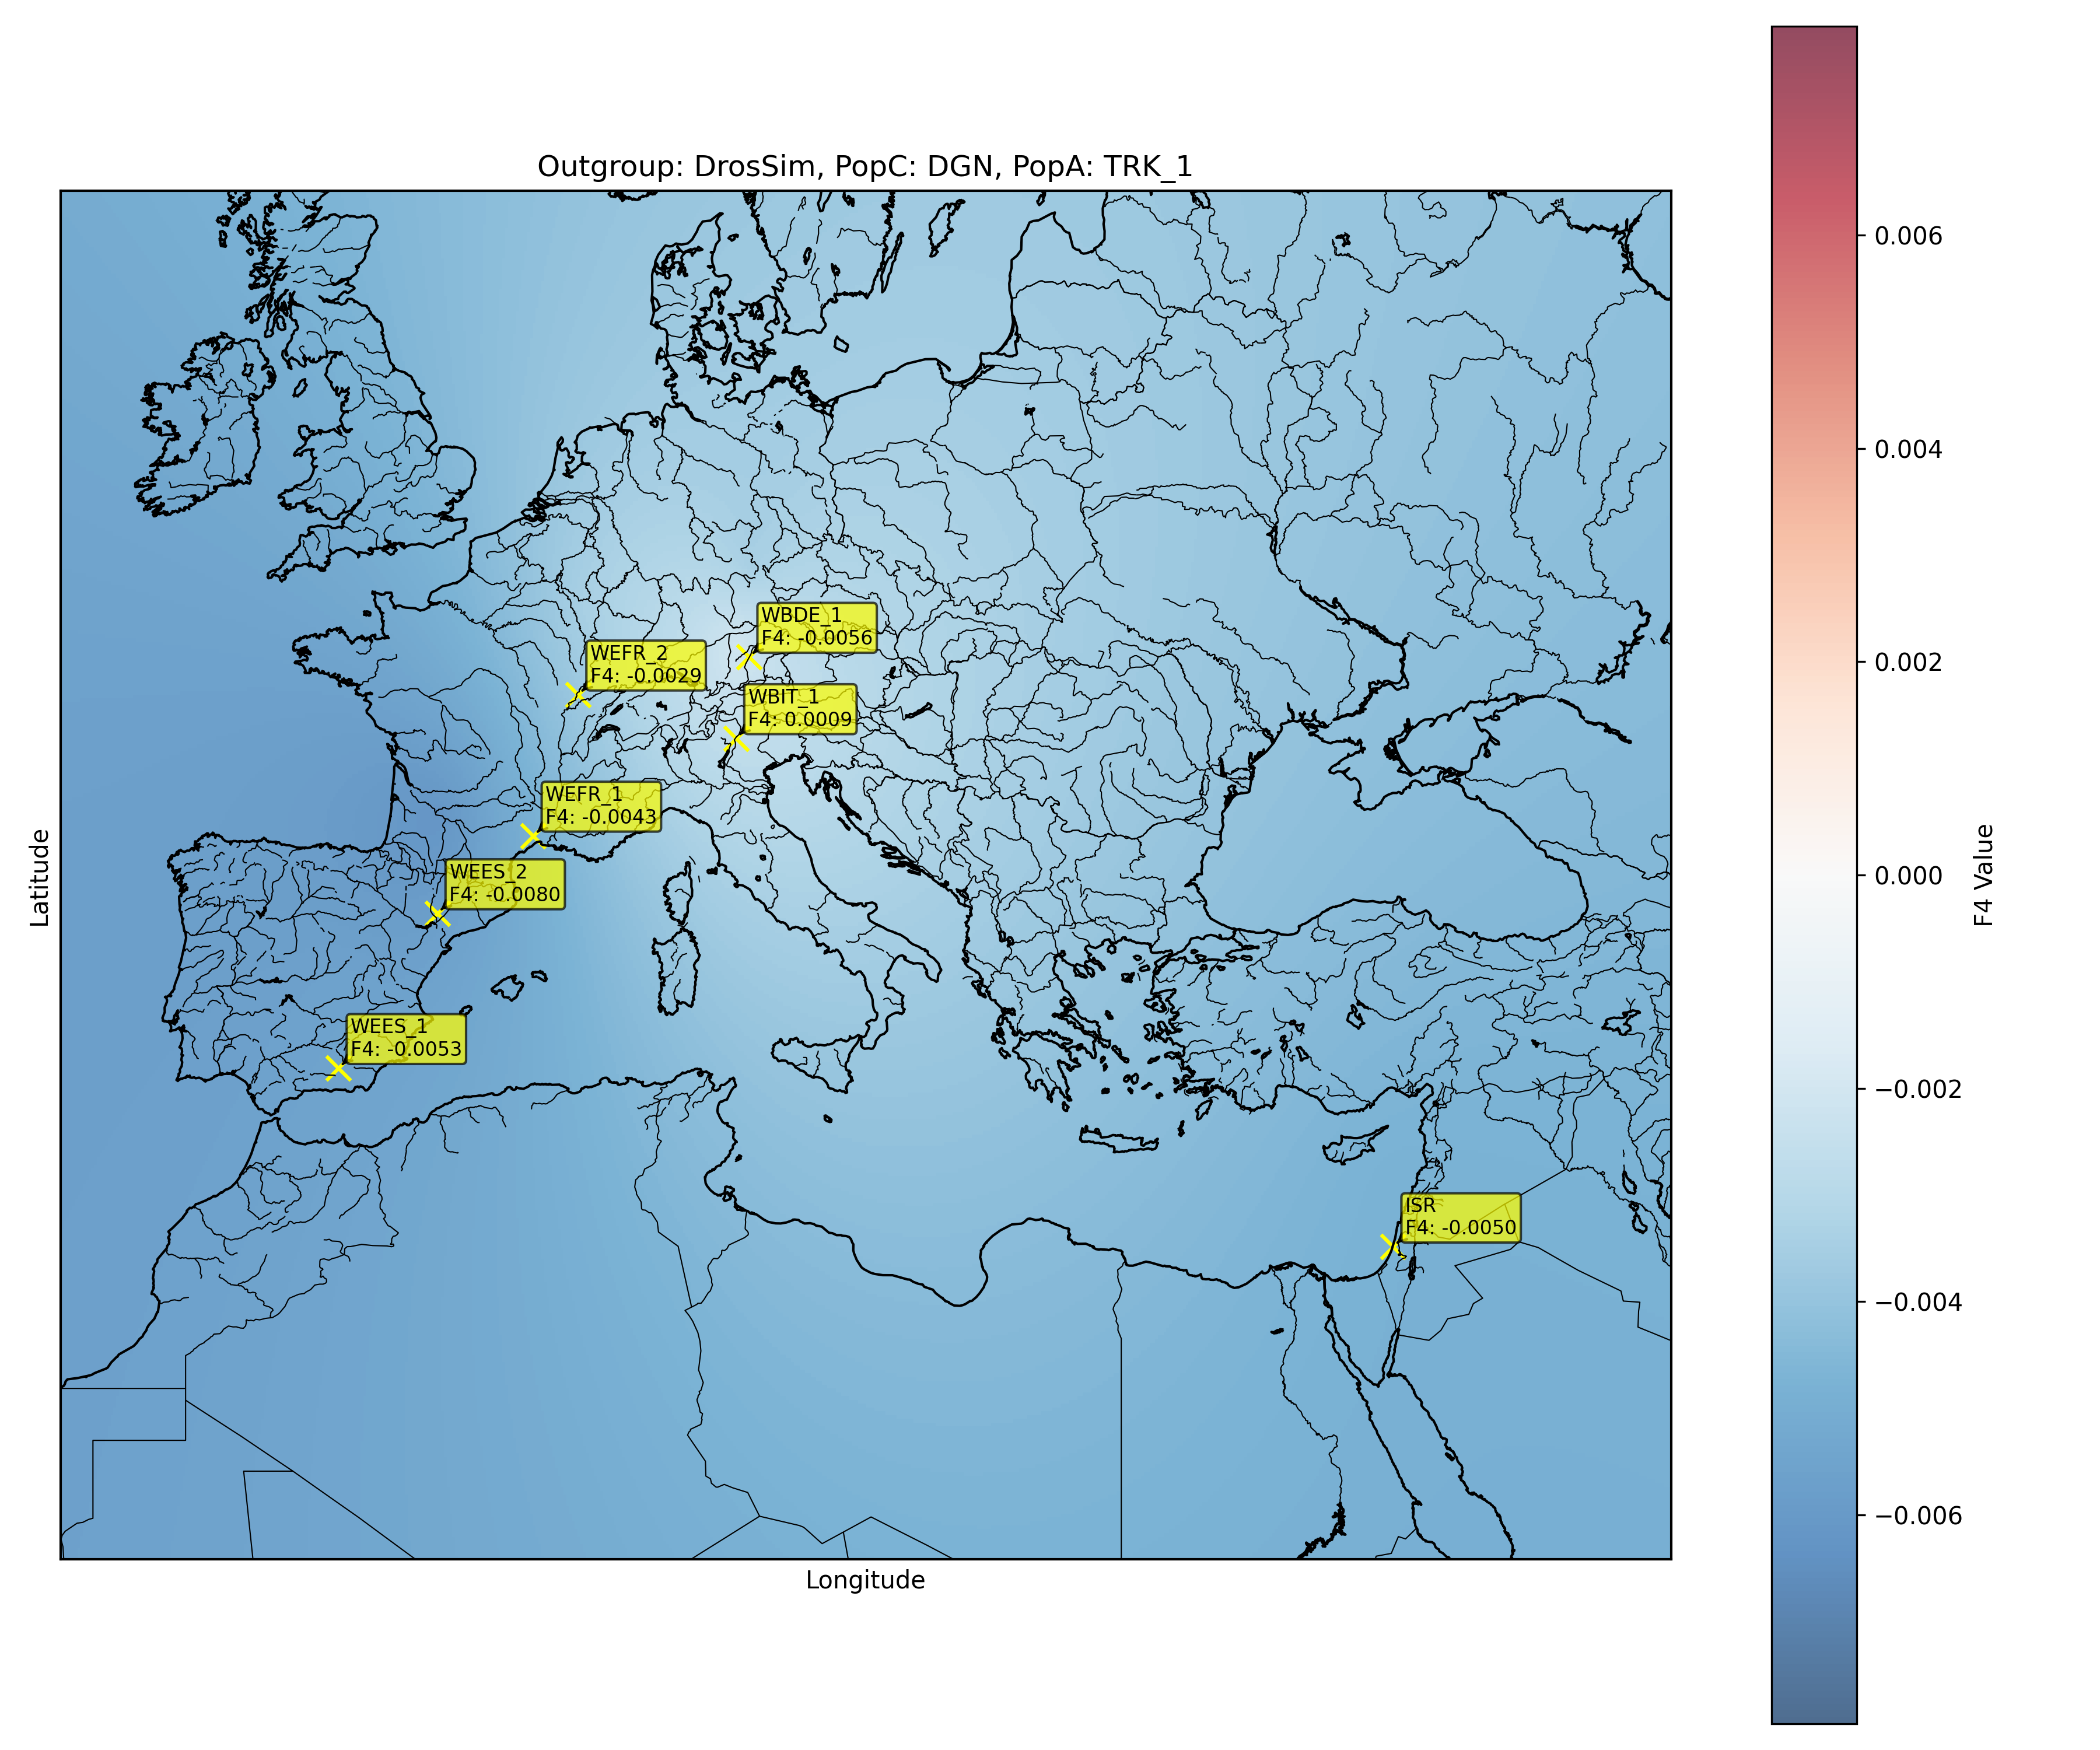 Outgroup: DrosSim, PopC: DGN, PopA: TRK_1
WBDE_1
F4: -0.0056
WEFR_2
F4: -0.0029
WBIT_1
F4: 0.0009
WEFR_1
F4: -0.0043
WEES_2
F4: -0.0080
WEES_1
F4: -0.0053
ISR
F4: -0.0050
Latitude
Longitude
0.006
0.004
0.002
0.000
−0.002
−0.004
−0.006
F4 Value